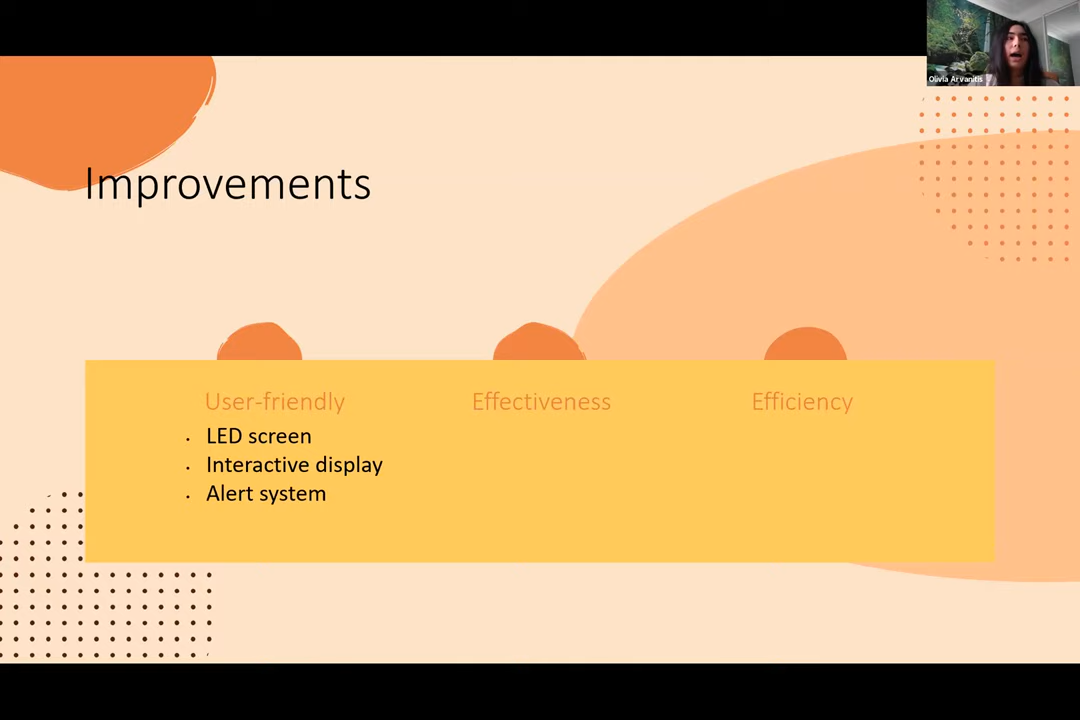 Olivia Arvanitis
Improvements
User-friendly
Effectiveness
Efficiency
• LED screen
• Interactive display
• Alert system